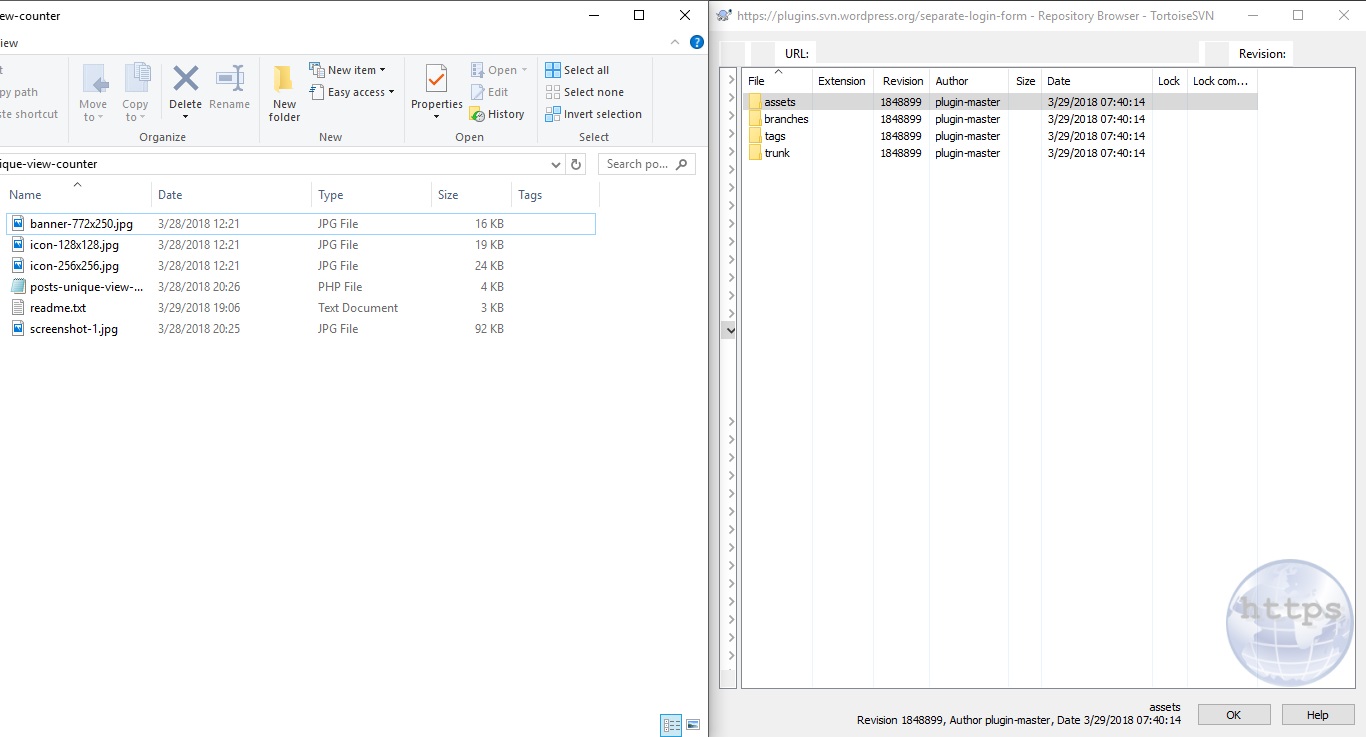 ew-counter
iew
t
py path
ste shortcut
Move to
Copy to
Delete
Rename
Organize
New folder
New item
Easy access
New
Properties
Open
Edit
History
Open
Select all
Select none
Invert selection
Select
ique-view-counter
Search po...
Name Date Type Size Tags
banner-772x250.jpg 3/28/2018 12:21 JPG File 16 KB
icon-128x128.jpg 3/28/2018 12:21 JPG File 19 KB
icon-256x256.jpg 3/28/2018 12:21 JPG File 24 KB
posts-unique-view-... 3/28/2018 20:26 PHP File 4 KB
readme.txt 3/29/2018 19:06 Text Document 3 KB
screenshot-1.jpg 3/28/2018 20:25 JPG File 92 KB
https://plugins.svn.wordpress.org/separate-login-form - Repository Browser - TortoiseSVN
URL: Revision:
File Extension Revision Author Size Date Lock Lock com...
assets 1848899 plugin-master 3/29/2018 07:40:14
branches 1848899 plugin-master 3/29/2018 07:40:14
tags 1848899 plugin-master 3/29/2018 07:40:14
trunk 1848899 plugin-master 3/29/2018 07:40:14
https
assets
Revision 1848899, Author plugin-master, Date 3/29/2018 07:40:14
OK
Help